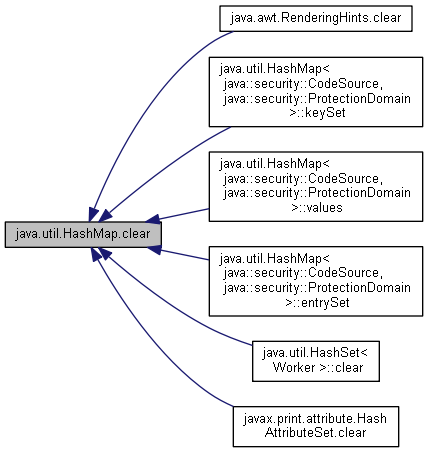 java.awt.RenderingHints.clear
java.util.HashMap<
java::security::CodeSource,
java::security::ProtectionDomain
>::keySet
java.util.HashMap<
java::security::CodeSource,
java::security::ProtectionDomain
>::values
java.util.HashMap.clear
java.util.HashMap<
java::security::CodeSource,
java::security::ProtectionDomain
>::entrySet
java.util.HashSet<
Worker >::clear
javax.print.attribute.Hash
AttributeSet.clear